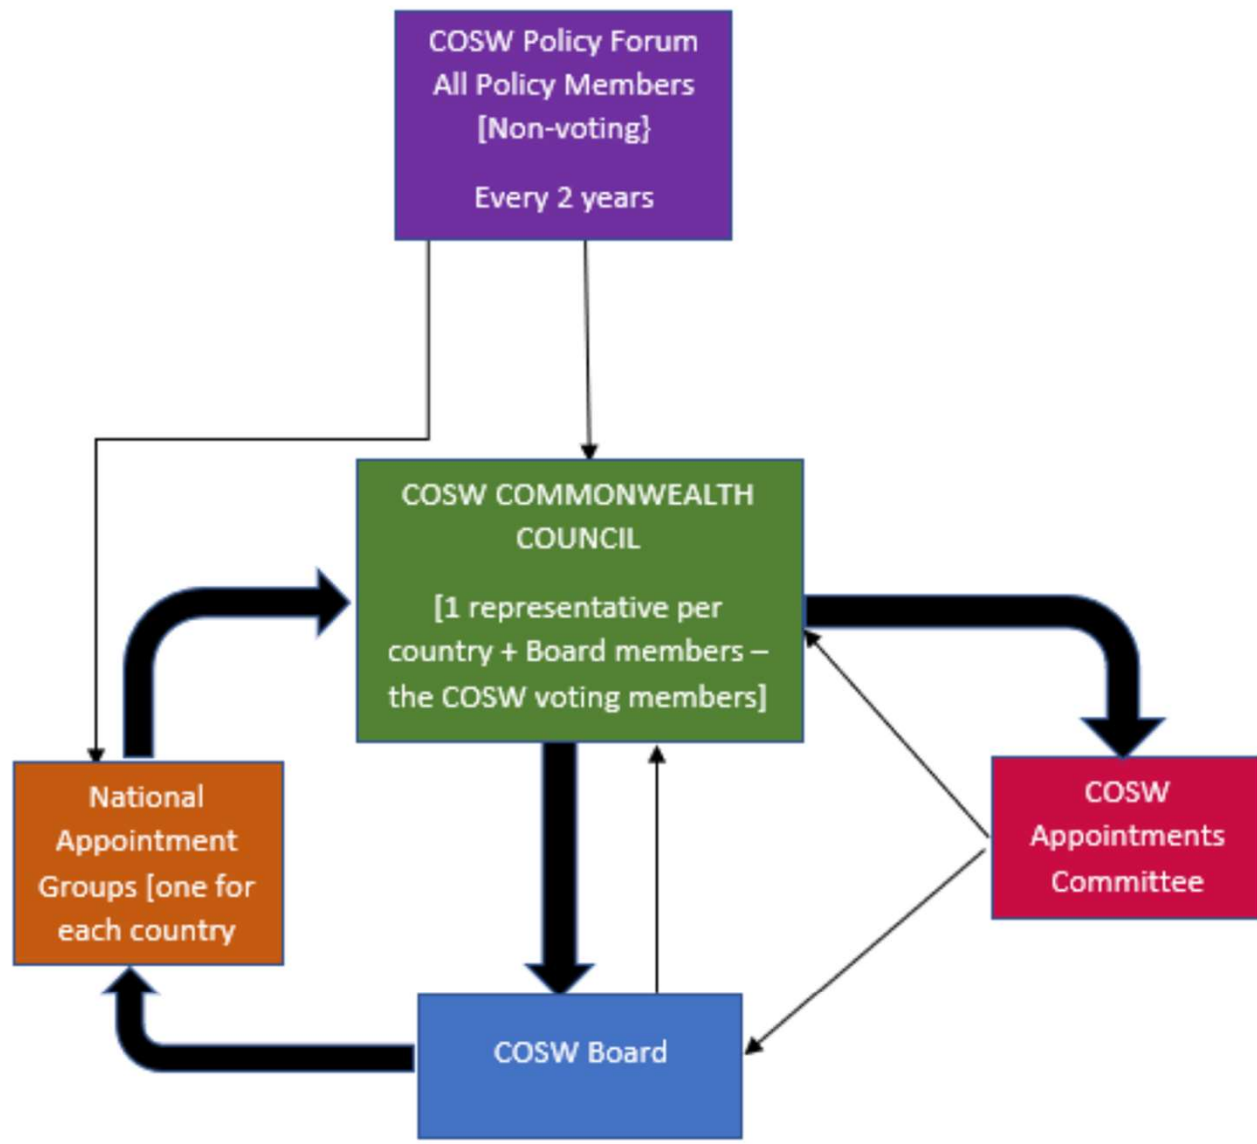 COSW Policy Forum
All Policy Members
[Non-voting}
Every 2 years
COSW COMMONWEALTH
COUNCIL
[1 representative per
country + Board members –
the COSW voting members]
National
Appointment
Groups [one for
each country
COSW
Appointments
Committee
COSW Board